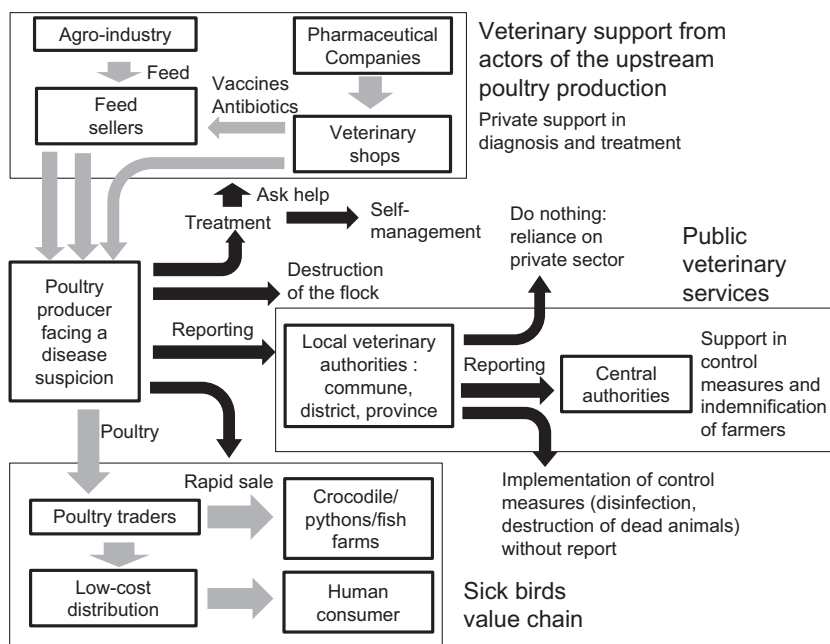 Agro-industry
Feed
Feed
sellers
Vaccines
Antibiotics
Pharmaceutical
Companies
Veterinary
shops
Veterinary support from
actors of the upstream
poultry production
Private support in
diagnosis and treatment
Ask help
Treatment
Self-
management
Destruction
of the flock
Poultry
producer
facing a
disease
suspicion
Reporting
Do nothing:
reliance on
private sector
Public
veterinary
services
Local veterinary
authorities :
commune,
district, province
Reporting
Central
authorities
Support in
control
measures and
indemnification
of farmers
Implementation of control
measures (disinfection,
destruction of dead animals)
without report
Poultry
Rapid sale
Poultry traders
Crocodile/
pythons/fish
farms
Low-cost
distribution
Human
consumer
Sick birds
value chain